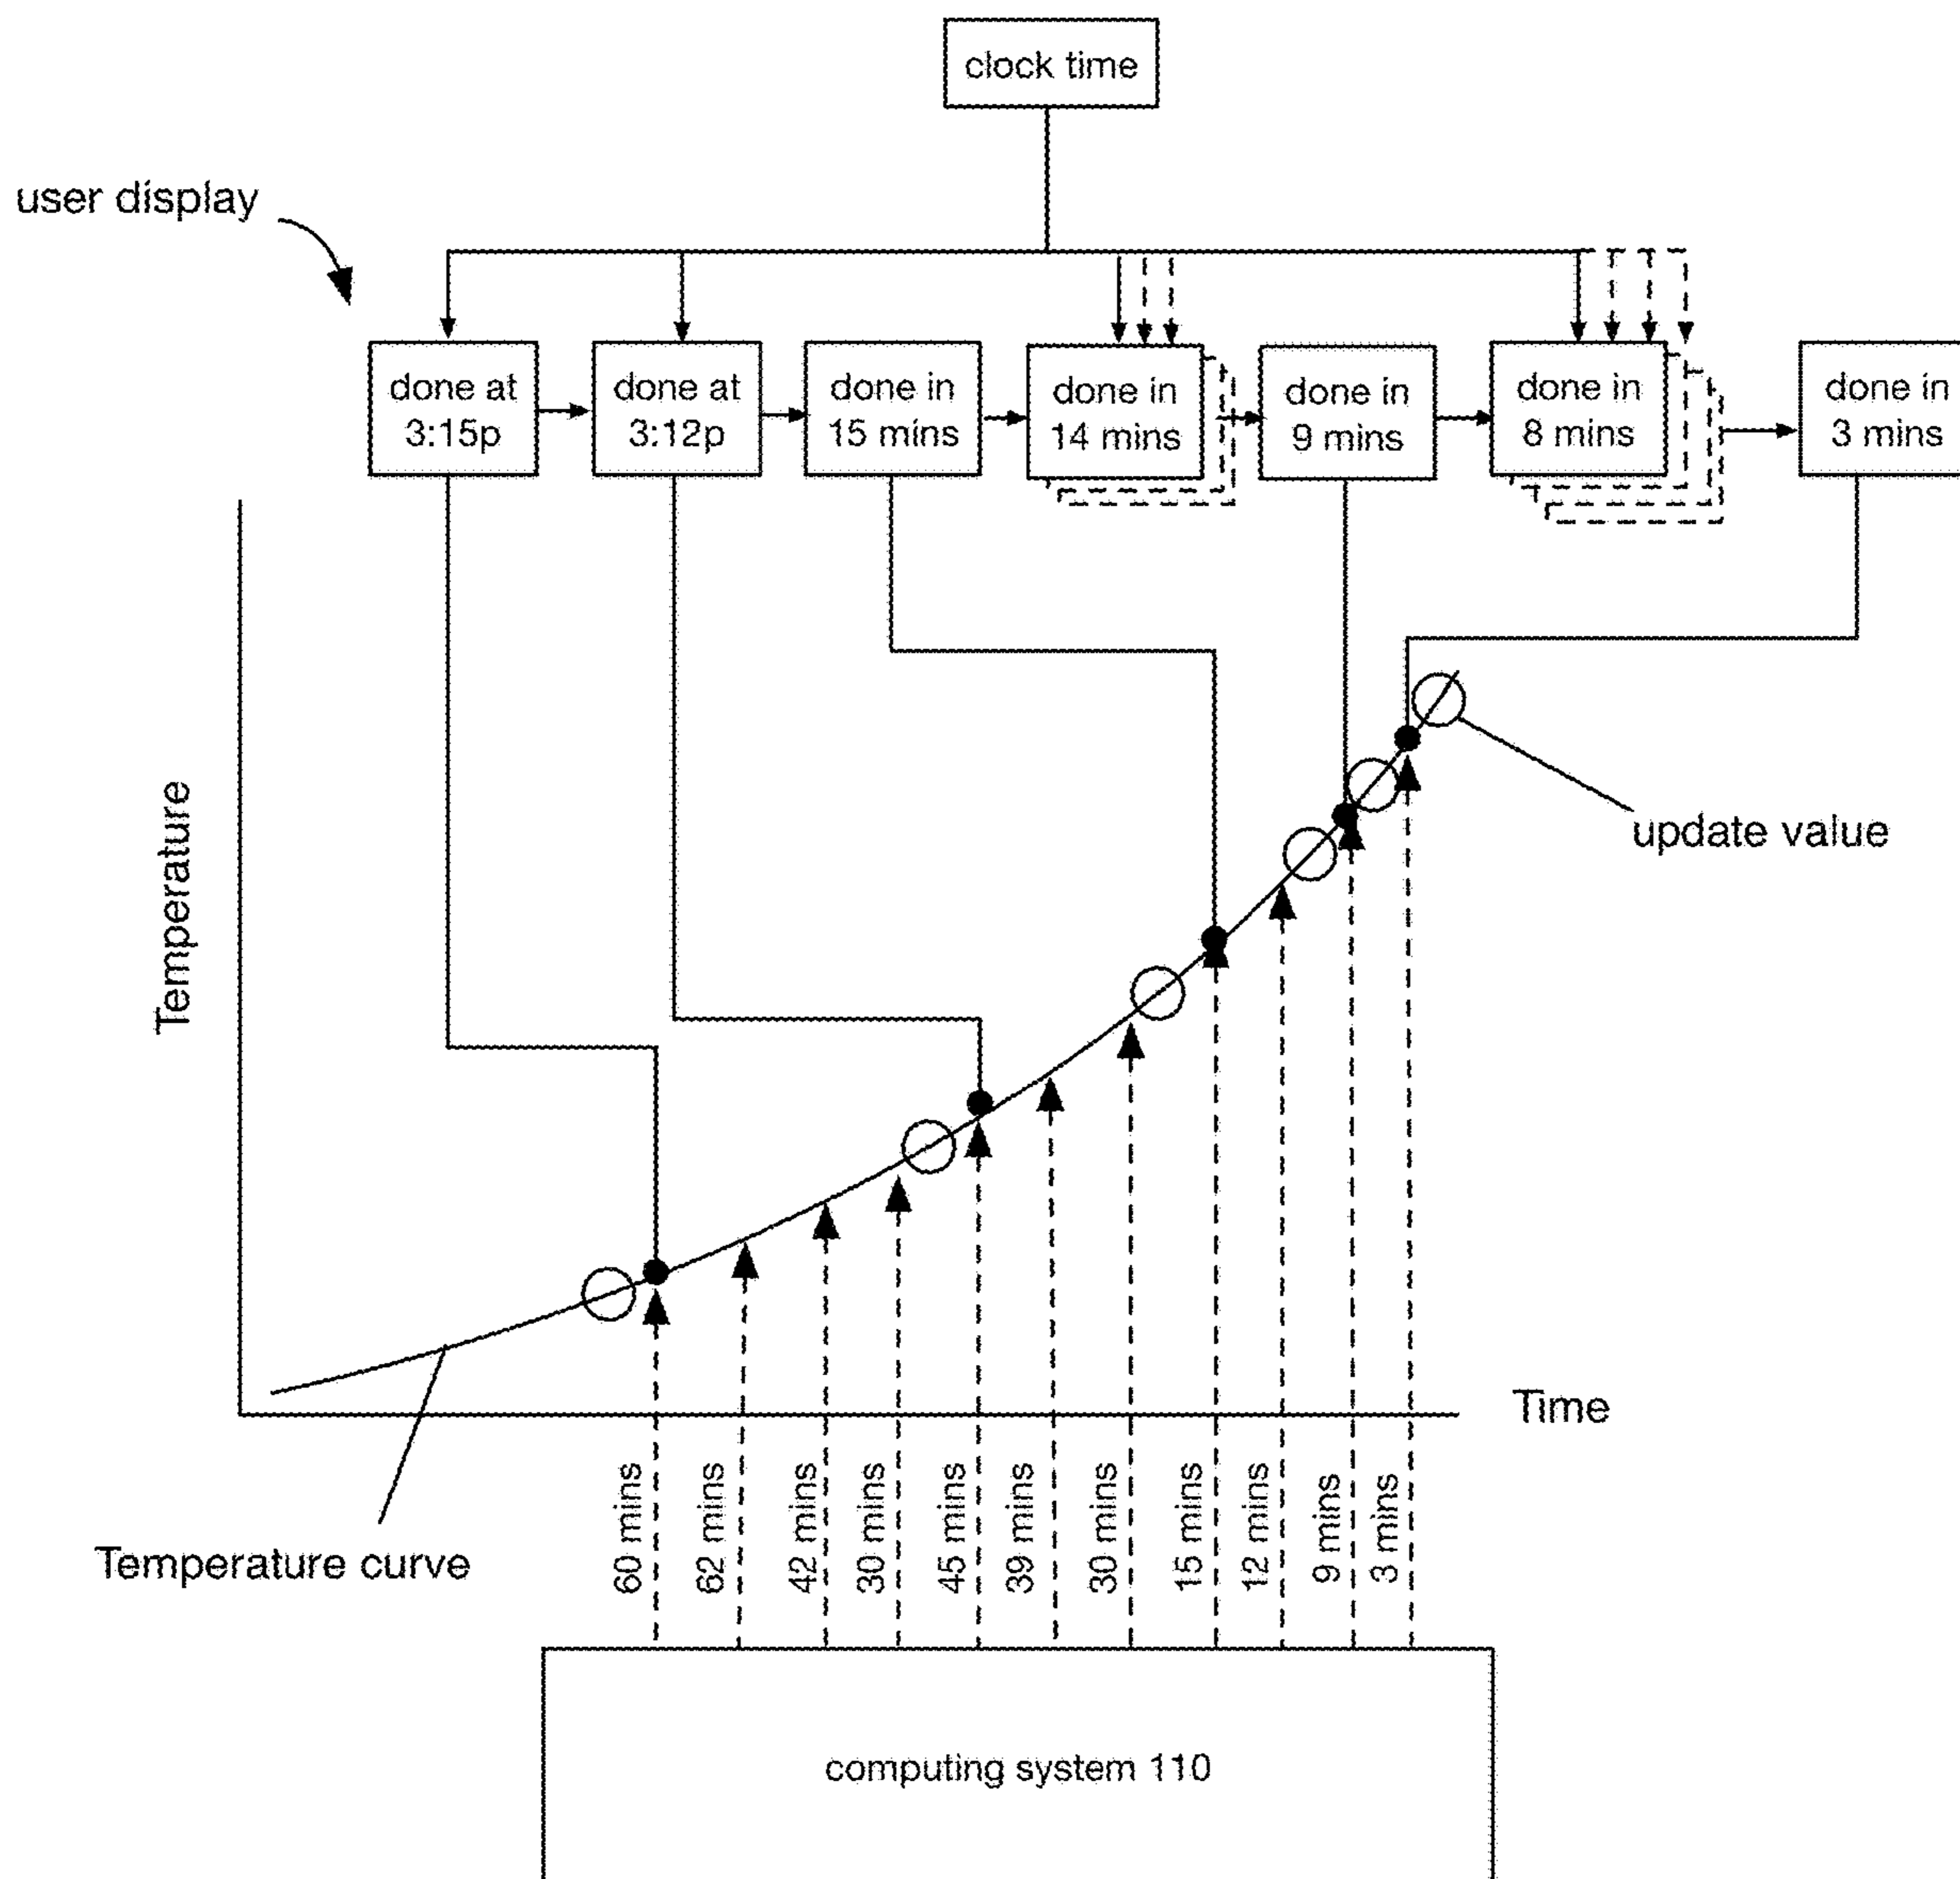 clock time
user display
done at
3:15p
done at
3:12p
done in
15 mins
done in
14 mins
done in
9 mins
done in
8 mins
done in
3 mins
Temperature
update value
Time
Temperature curve
60 mins
62 mins
42 mins
30 mins
45 mins
39 mins
30 mins
15 mins
12 mins
9 mins
3 mins
computing system 110